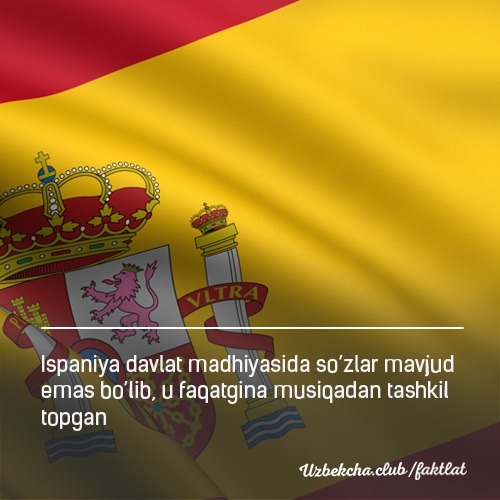 VLTRA
Ispaniya davlat madhiyasida so'zlar mavjud
emas bo'lib, u faqatgina musiqadan tashkil
topgan
Uzbekcha.club/faktlat